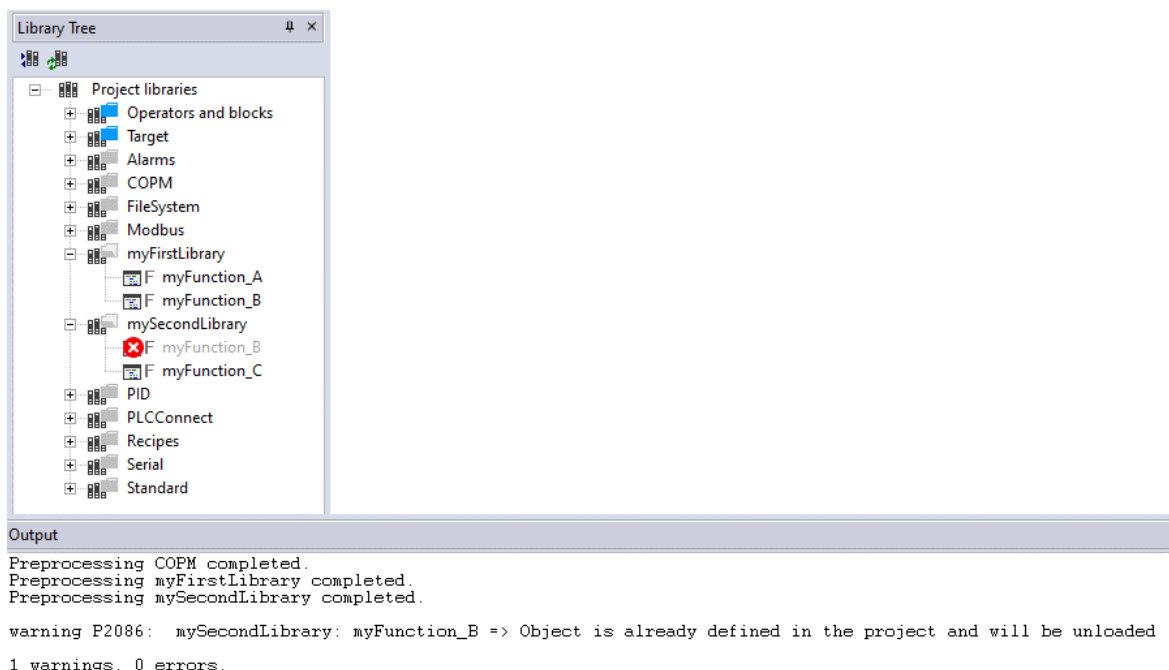 Library Tree
Project libraries
Operators and blocks
Target
Alarms
COPM
FileSystem
Modbus
myFirstLibrary
F myFunction_A
F myFunction_B
mySecondLibrary
F myFunction_B
F myFunction_C
PID
PLCConnect
Recipes
Serial
Standard
Output
Preprocessing COPM completed.
Preprocessing myFirstLibrary completed.
Preprocessing mySecondLibrary completed.
warning P2086: mySecondLibrary: myFunction_B => Object is already defined in the project and will be unloaded
1 warnings, 0 errors.